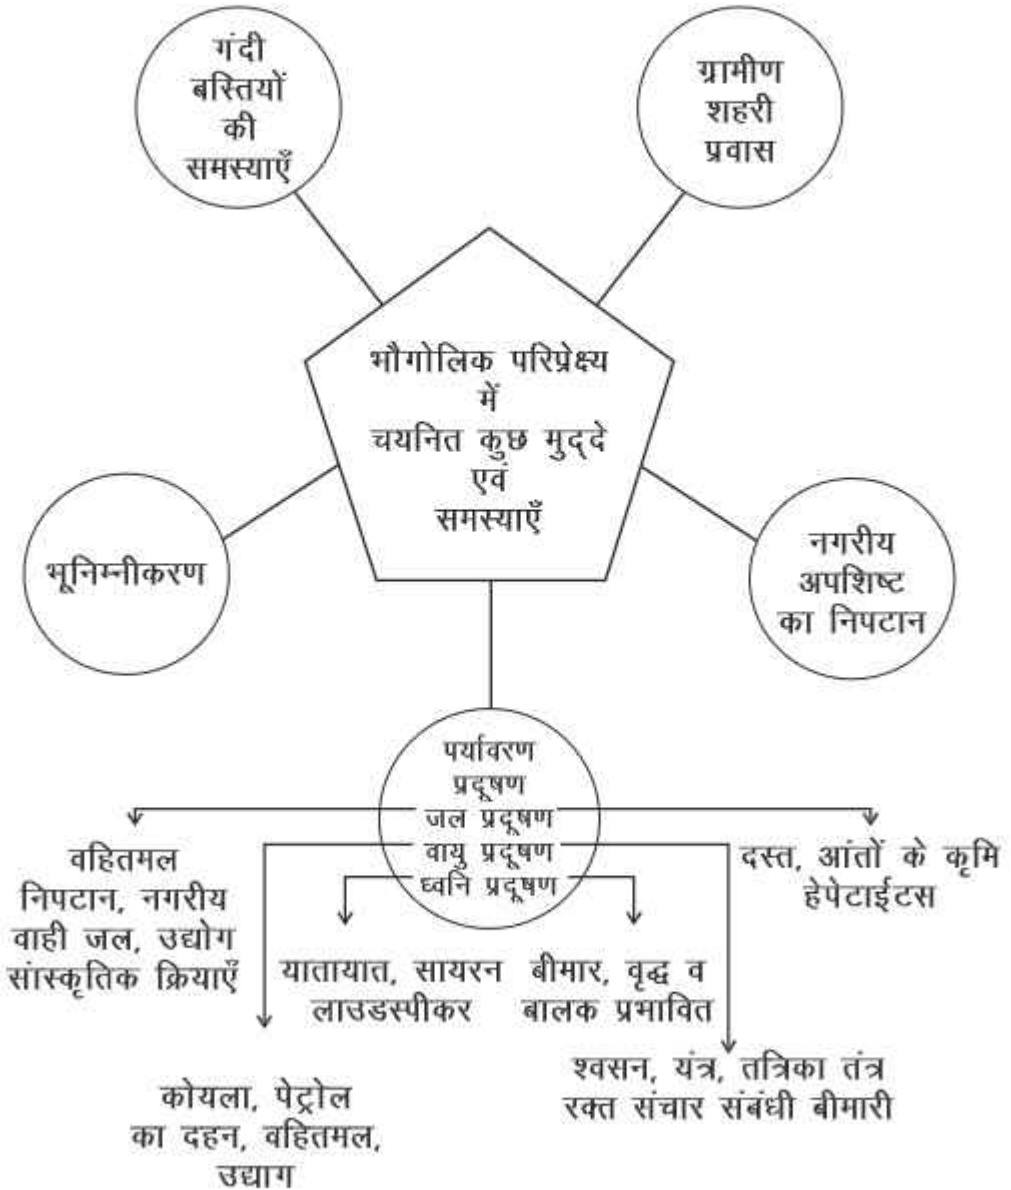 गंदी
बस्तियों
की
समस्याएँ
ग्रामीण
शहरी
प्रवास
भौगोलिक परिप्रेक्ष्य
में
चयनित कुछ मुद्दे
एवं
समस्याएँ
भूनिम्नीकरण
नगरीय
अपशिष्ट
का निपटान
पर्यावरण
प्रदूषण
जल प्रदूषण
वायु प्रदूषण
ध्वनि प्रदूषण
वहितमल
निपटान, नगरीय
वाही जल, उद्योग
सांस्कृतिक क्रियाएँ
दस्त, आंतों के कृमि
हेपेटाईटस
यातायात, सायरन
लाउडस्पीकर
बीमार, वृद्ध व
बालक प्रभावित
कोयला, पेट्रोल
का दहन, वहितमल,
उद्याग
श्वसन, यंत्र, तत्रिका तंत्र
रक्त संचार संबंधी बीमारी